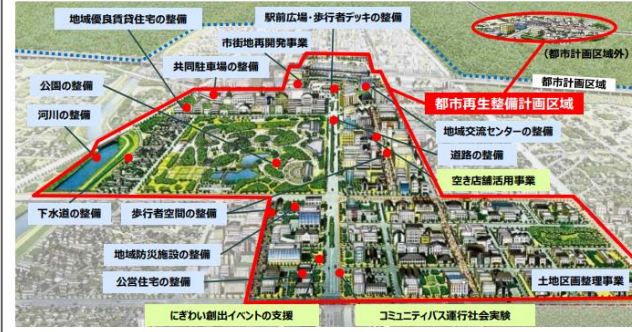 地域優良賃貸住宅の整備
駅前広場・歩行者デッキの整備
市街地再開発事業
共同駐車場の整備
(都市計画区域外)
都市計画区域
公園の整備
都市再生整備計画区域
河川の整備
地域交流センターの整備
道路の整備
空き店舗活用事業
下水道の整備
歩行者空間の整備
地域防災施設の整備
公営住宅の整備
土地区画整理事業
にぎわい創出イベントの支援
コミュニティバス運行社会実験